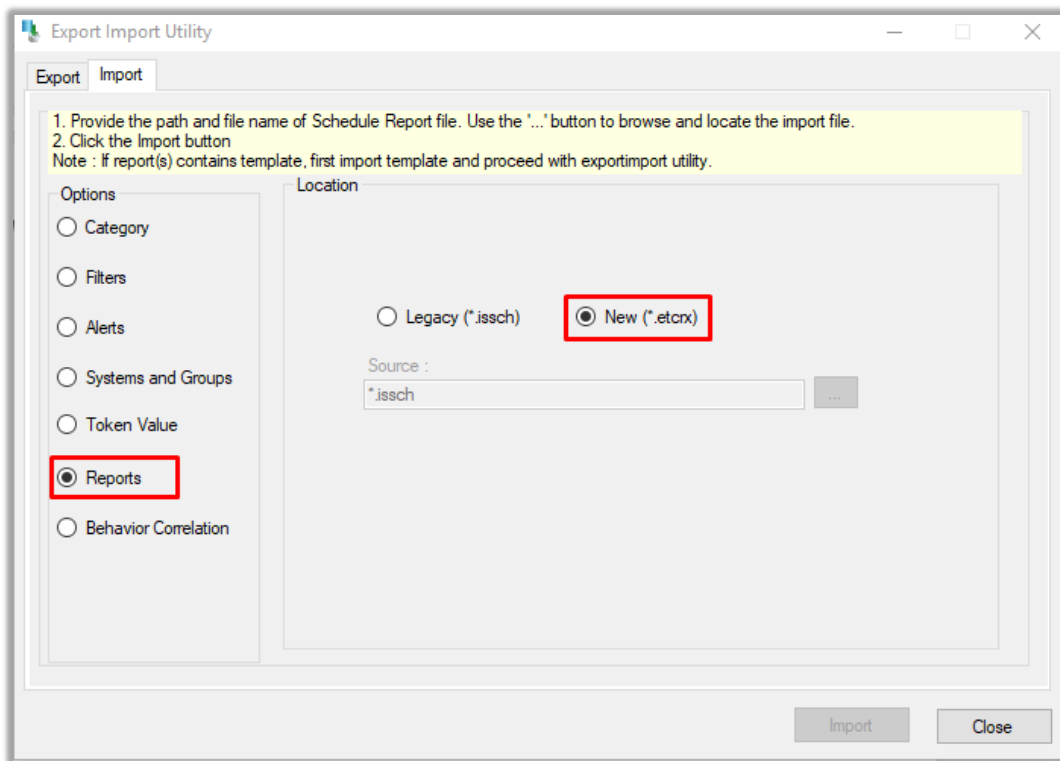 Export Import Utility
Export
Import
1. Provide the path and file name of Schedule Report file. Use the '...' button to browse and locate the import file.
2. Click the Import button
Note : If report(s) contains template, first import template and proceed with exportimport utility.
Options
Category
Filters
Alerts
Systems and Groups
Token Value
Reports
Behavior Correlation
Location
Legacy (*.issch)
New (*.etcrx)
Source :
*.issch
...
Import
Close